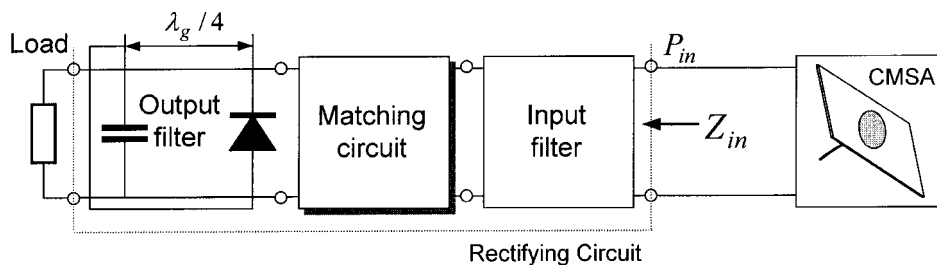 λg / 4
Load
Pin
CMSA
Output
filter
Matching
circuit
Input
filter
Zin
Rectifying Circuit